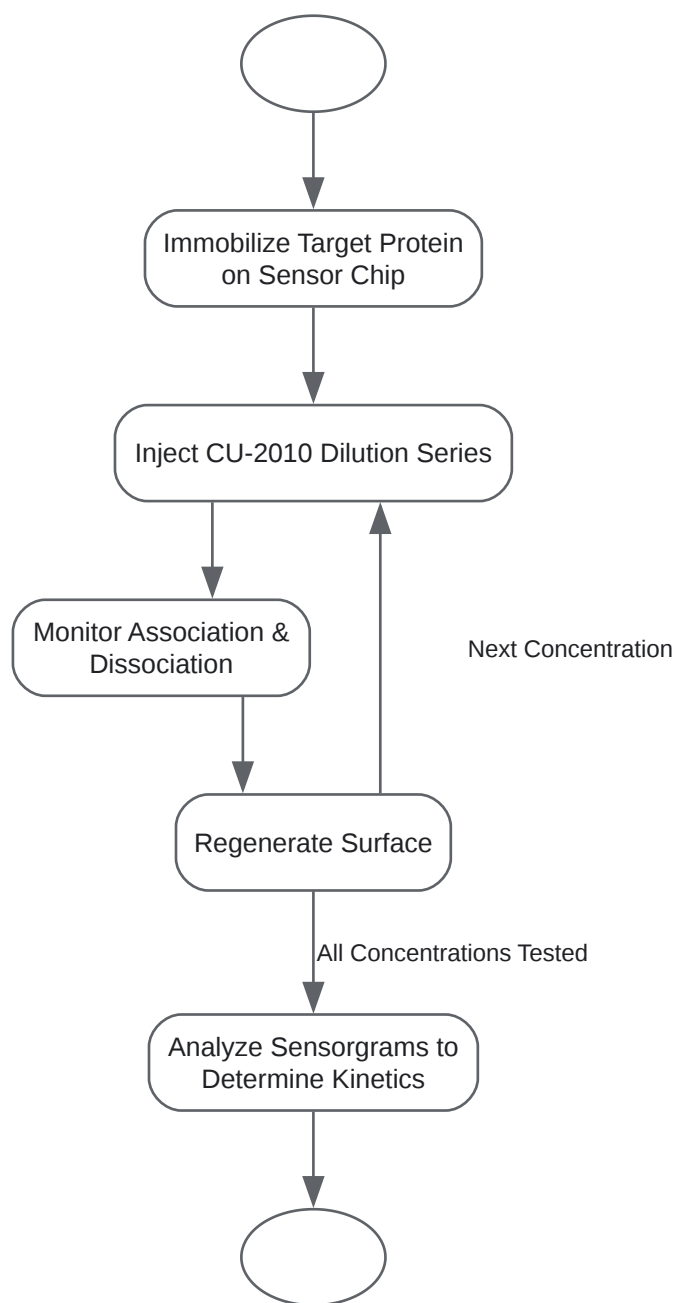 Immobilize Target Protein
on Sensor Chip
Inject CU-2010 Dilution Series
Monitor Association &
Dissociation
Next Concentration
Regenerate Surface
All Concentrations Tested
Analyze Sensorgrams to
Determine Kinetics